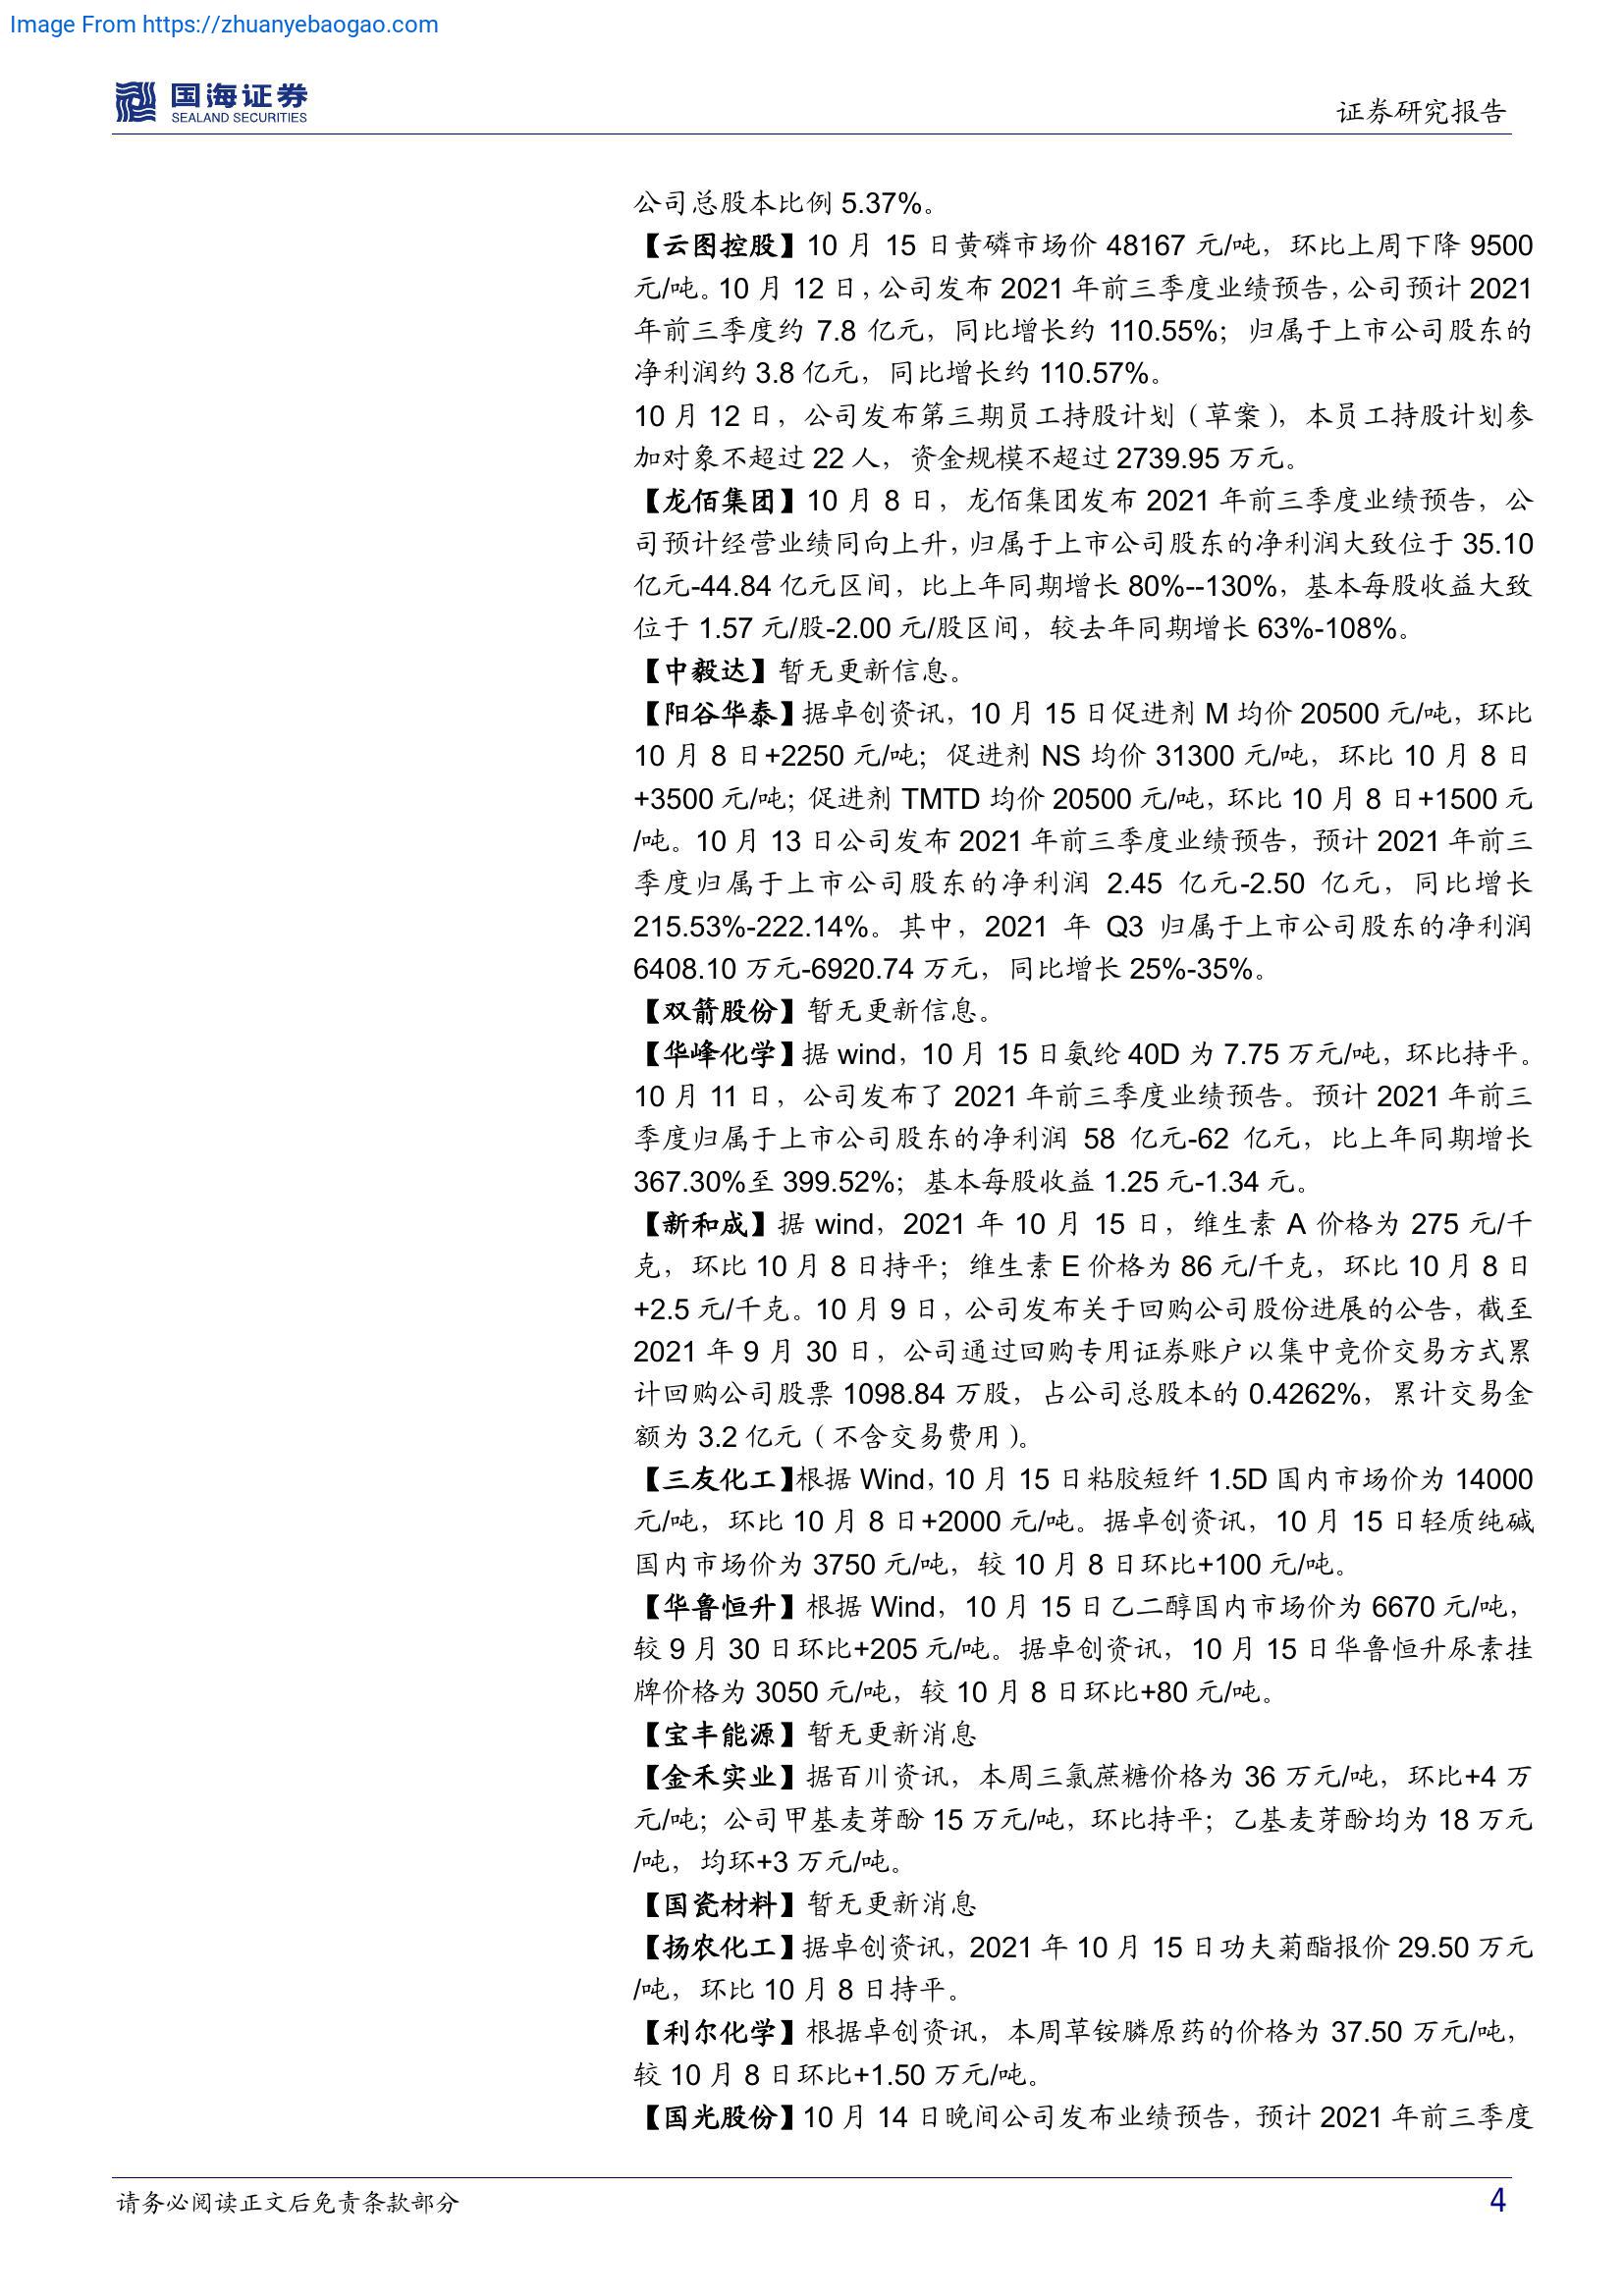 Image From https://zhuanyebaogao.com
国海证券
SEALAND SECURITIES
证券研究报告
公司总股本比例 5.37%。
【云图控股】10 月 15 日黄磷市场价 48167 元/吨，环比上周下降 9500
元/吨。10 月 12 日，公司发布 2021 年前三季度业绩预告，公司预计 2021
年前三季度约 7.8 亿元，同比增长约 110.55%；归属于上市公司股东的
净利润约 3.8 亿元，同比增长约 110.57%。
10 月 12 日，公司发布第三期员工持股计划（草案），本员工持股计划参
加对象不超过 22 人，资金规模不超过 2739.95 万元。
【龙佰集团】10 月 8 日，龙佰集团发布 2021 年前三季度业绩预告，公
司预计经营业绩同向上升，归属于上市公司股东的净利润大致位于 35.10
亿元-44.84 亿元区间，比上年同期增长 80%--130%，基本每股收益大致
位于 1.57 元/股-2.00 元/股区间，较去年同期增长 63%-108%。
【中毅达】暂无更新信息。
【阳谷华泰】据卓创资讯，10 月 15 日促进剂 M 均价 20500 元/吨，环比
10 月 8 日+2250 元/吨；促进剂 NS 均价 31300 元/吨，环比 10 月 8 日
+3500 元/吨；促进剂 TMTD 均价 20500 元/吨，环比 10 月 8 日+1500 元
/吨。10 月 13 日公司发布 2021 年前三季度业绩预告，预计 2021 年前三
季度归属于上市公司股东的净利润 2.45 亿元-2.50 亿元，同比增长
215.53%-222.14%。其中，2021 年 Q3 归属于上市公司股东的净利润
6408.10 万元-6920.74 万元，同比增长 25%-35%。
【双箭股份】暂无更新信息。
【华峰化学】据 wind，10 月 15 日氨纶 40D 为 7.75 万元/吨，环比持平。
10 月 11 日，公司发布了 2021 年前三季度业绩预告。预计 2021 年前三
季度归属于上市公司股东的净利润 58 亿元-62 亿元，比上年同期增长
367.30%至 399.52%；基本每股收益 1.25 元-1.34 元。
【新和成】据 wind，2021 年 10 月 15 日，维生素 A 价格为 275 元/千
克，环比 10 月 8 日持平；维生素 E 价格为 86 元/千克，环比 10 月 8 日
+2.5 元/千克。10 月 9 日，公司发布关于回购公司股份进展的公告，截至
2021 年 9 月 30 日，公司通过回购专用证券账户以集中竞价交易方式累
计回购公司股票 1098.84 万股，占公司总股本的 0.4262%，累计交易金
额为 3.2 亿元（不含交易费用）。
【三友化工】根据 Wind，10 月 15 日粘胶短纤 1.5D 国内市场价为 14000
元/吨，环比 10 月 8 日+2000 元/吨。据卓创资讯，10 月 15 日轻质纯碱
国内市场价为 3750 元/吨，较 10 月 8 日环比+100 元/吨。
【华鲁恒升】根据 Wind，10 月 15 日乙二醇国内市场价为 6670 元/吨，
较 9 月 30 日环比+205 元/吨。据卓创资讯，10 月 15 日华鲁恒升尿素挂
牌价格为 3050 元/吨，较 10 月 8 日环比+80 元/吨。
【宝丰能源】暂无更新消息
【金禾实业】据百川资讯，本周三氯蔗糖价格为 36 万元/吨，环比+4 万
元/吨；公司甲基麦芽酚 15 万元/吨，环比持平；乙基麦芽酚均为 18 万元
/吨，均环+3 万元/吨。
【国瓷材料】暂无更新消息
【扬农化工】据卓创资讯，2021 年 10 月 15 日功夫菊酯报价 29.50 万元
/吨，环比 10 月 8 日持平。
【利尔化学】根据卓创资讯，本周草铵膦原药的价格为 37.50 万元/吨，
较 10 月 8 日环比+1.50 万元/吨。
【国光股份】10 月 14 日晚间公司发布业绩预告，预计 2021 年前三季度
请务必阅读正文后免责条款部分
4